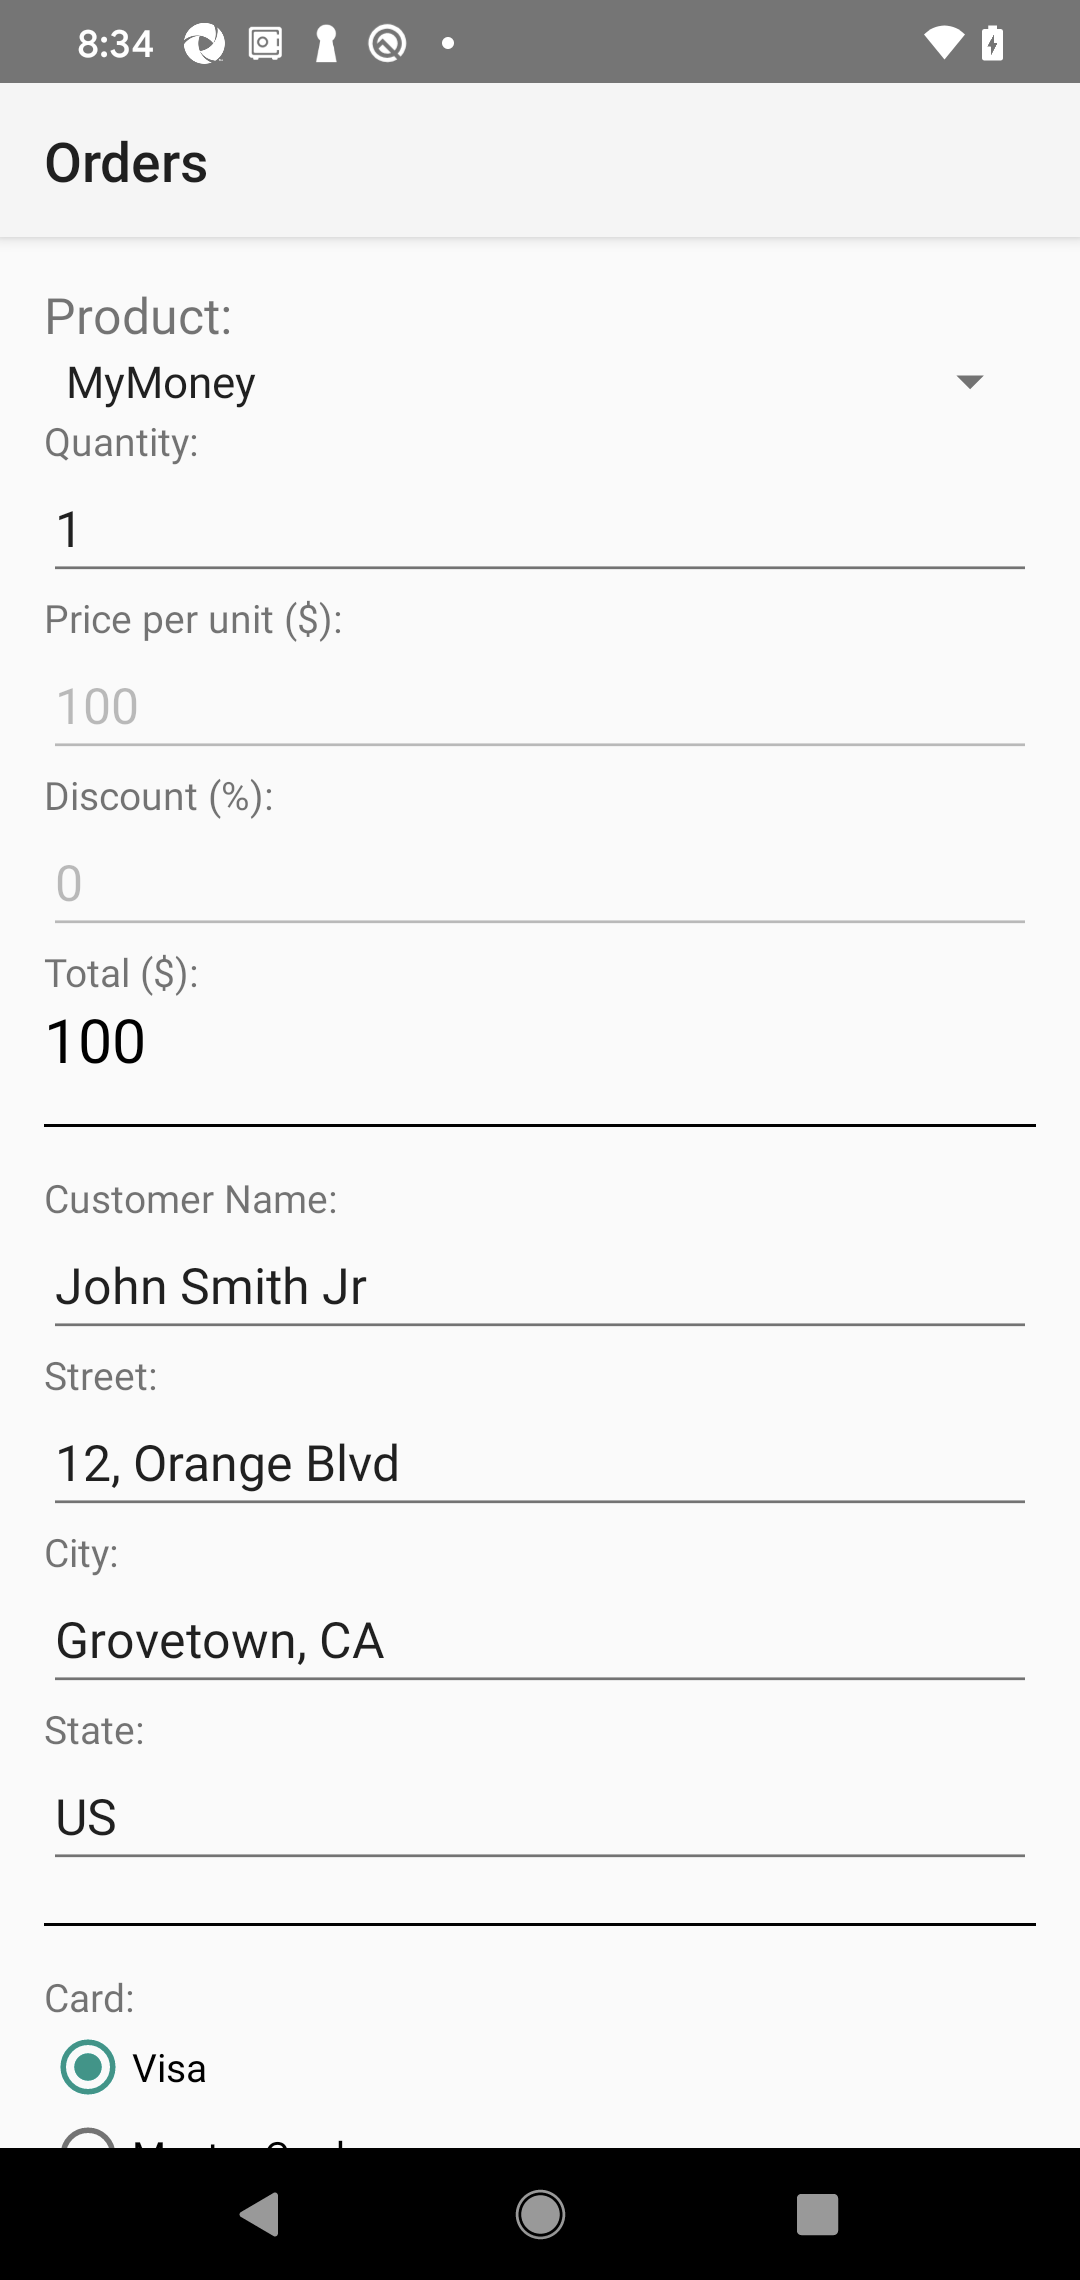 8:34
Orders
Product:
MyMoney
Quantity:
1
Price per unit ($):
100
Discount (%):
0
Total ($):
100
Customer Name:
John Smith Jr
Street:
12, Orange Blvd
City:
Grovetown, CA
State:
US
Card:
Visa